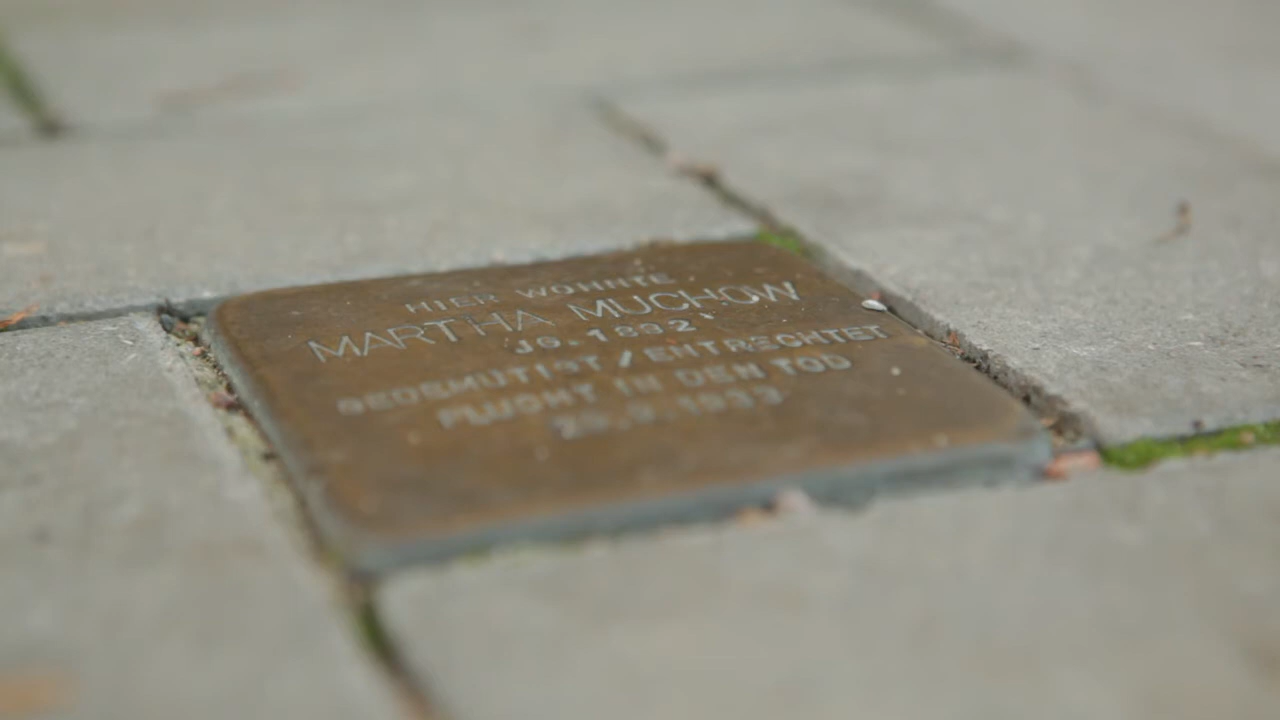 HIER WOHNTE
MARTHA MUCHOW
JG. 1892
GEDEMÜTIGT / ENTRECHTET
FLUCHT IN DEN TOD
29.9.1933